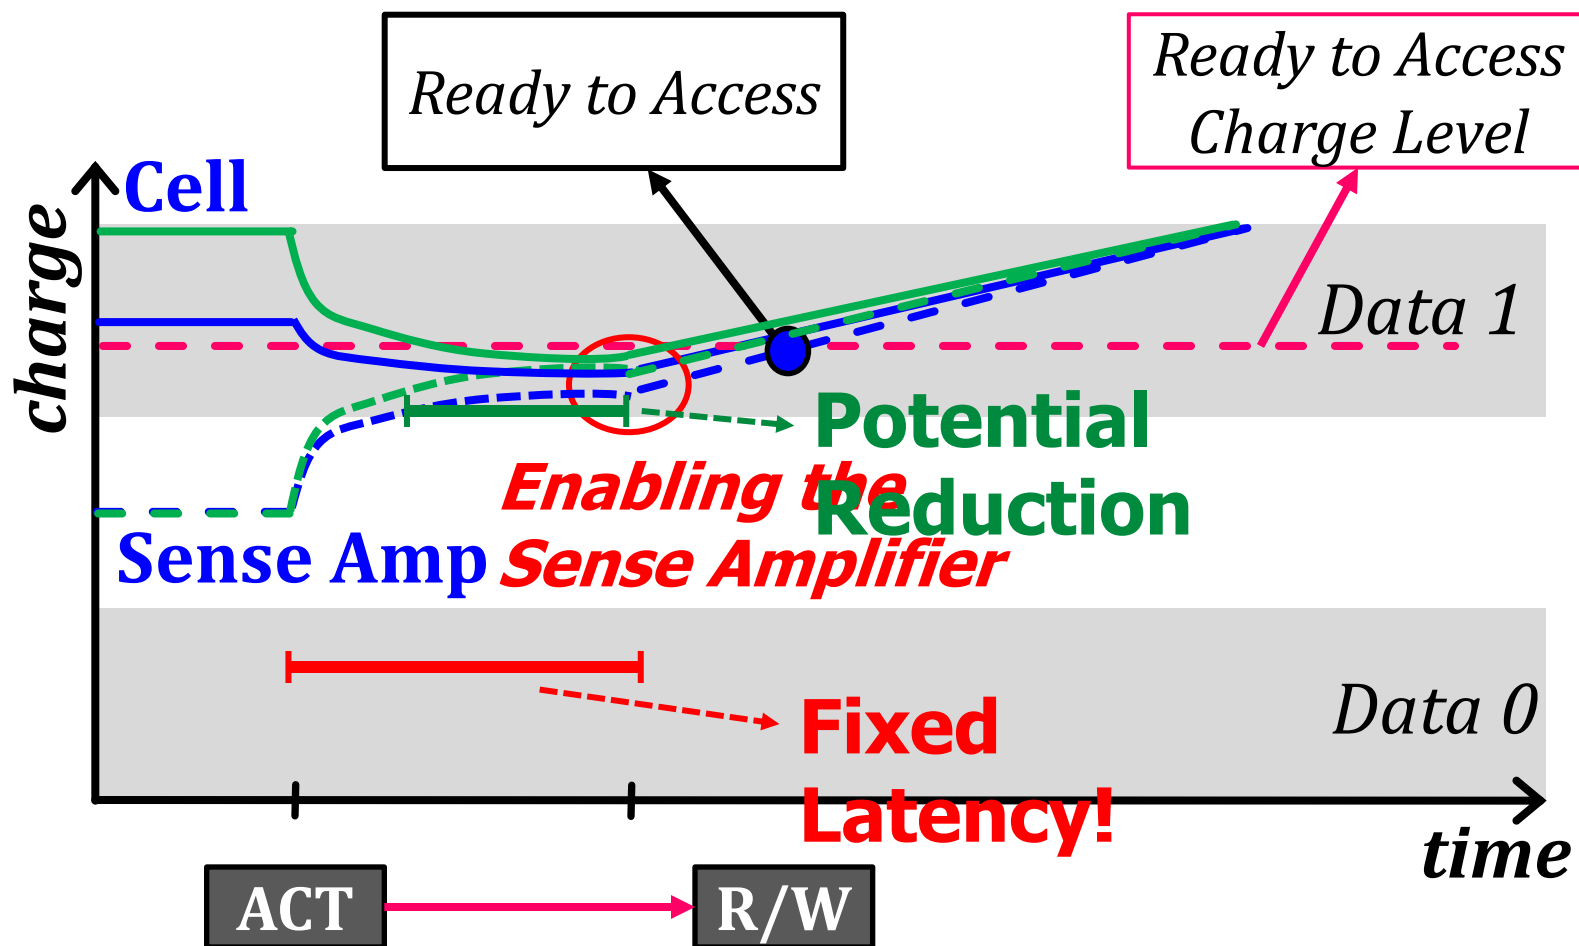 Ready to Access
Ready to Access
Charge Level
Cell
charge
Data 1
Potential
Reduction
Enabling the
Sense Amplifier
Sense Amp
Data 0
Fixed
Latency!
time
ACT
R/W